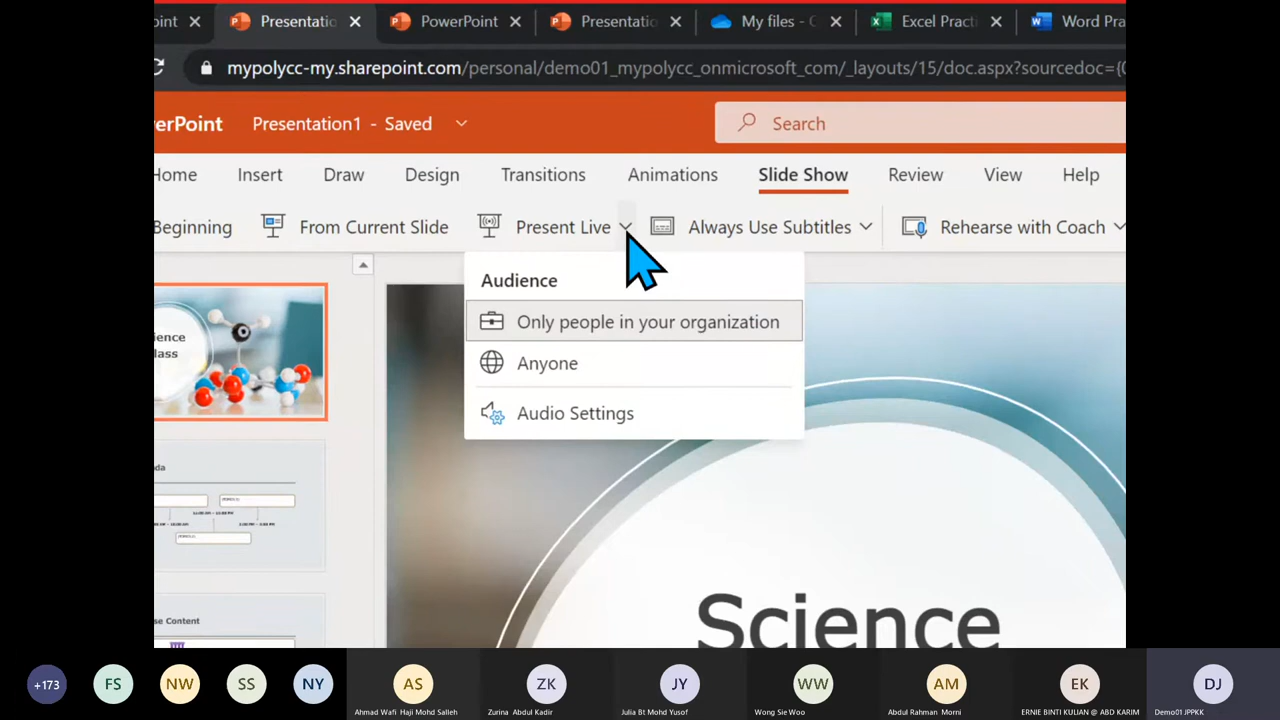 oint
Presentatio
PowerPoint
Presentatio
My files - C
Excel Practi
Word Pra
mypolycc-my.sharepoint.com/personal/demo01_mypolycc_onmicrosoft_com/_layouts/15/doc.aspx?sourcedoc={0
erPoint
Presentation1 - Saved
Search
Home Insert Draw Design Transitions Animations Slide Show Review View Help
Beginning From Current Slide Present Live Always Use Subtitles Rehearse with Coach
Audience
Only people in your organization
Anyone
Audio Settings
ience
lass
nda
se Content
Science
+173 FS NW SS NY AS ZK JY WW AM EK DJ
Ahmad Wafi Haji Mohd Salleh
Zurina Abdul Kadir
Julia Bt Mohd Yusof
Wong Sie Woo
Abdul Rahman Morni
ERNIE BINTI KULIAN @ ABD KARIM
Demo01 JPPKK